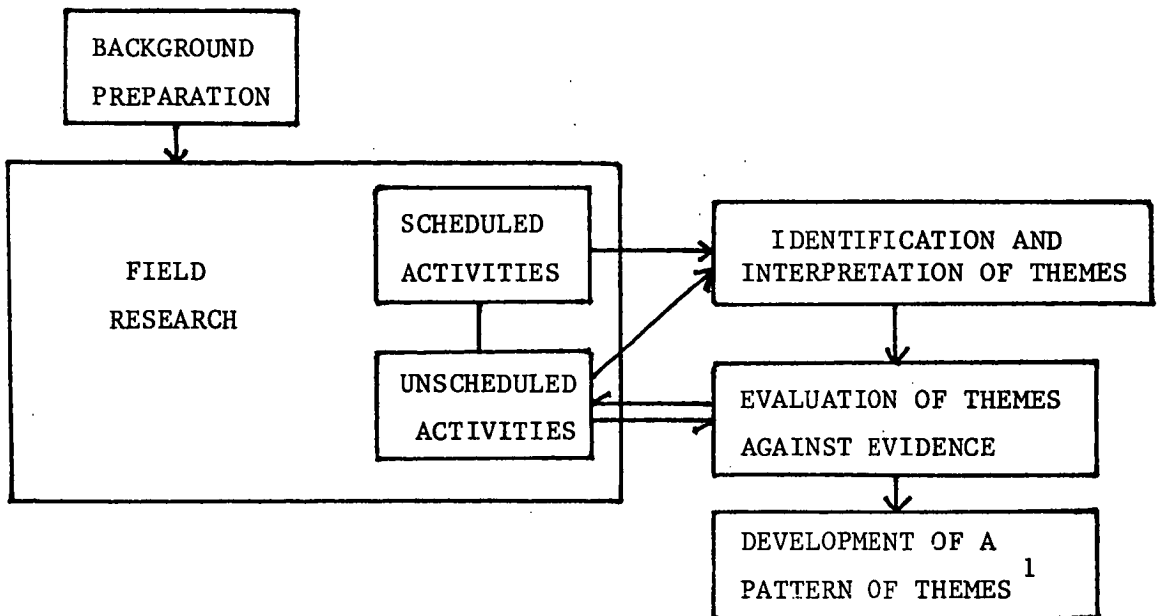 BACKGROUND
PREPARATION
FIELD
RESEARCH
SCHEDULED
ACTIVITIES
UNSCHEDULED
ACTIVITIES
IDENTIFICATION AND
INTERPRETATION OF THEMES
EVALUATION OF THEMES
AGAINST EVIDENCE
DEVELOPMENT OF A
PATTERN OF THEMES 1